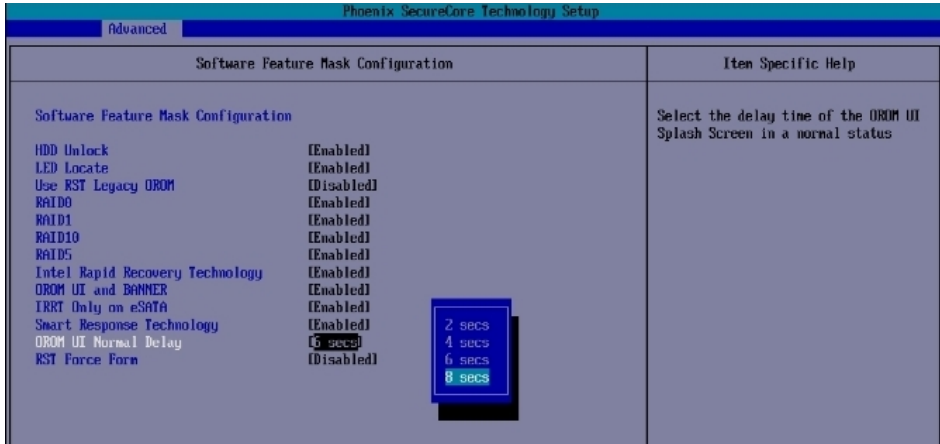 Phoenix SecureCore Technology Setup
Advanced
Software Feature Mask Configuration
Item Specific Help
Software Feature Mask Configuration
Select the delay time of the OROM UI
Splash Screen in a normal status
HDD Unlock [Enabled]
LED Locate [Enabled]
Use RST Legacy OROM [Disabled]
RAID0 [Enabled]
RAID1 [Enabled]
RAID10 [Enabled]
RAID5 [Enabled]
Intel Rapid Recovery Technology [Enabled]
OROM UI and BANNER [Enabled]
IRRT Only on eSATA [Enabled]
Smart Response Technology [Enabled]
OROM UI Normal Delay [6 secs]
RST Force Form [Disabled]
2 secs
4 secs
6 secs
8 secs